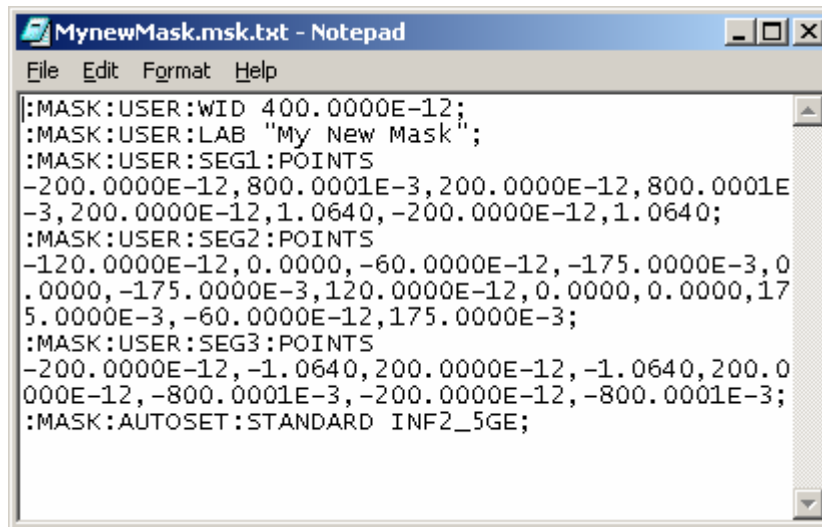 MynewMask.msk.txt - Notepad
File Edit Format Help
:MASK:USER:WID 400.0000E-12;
:MASK:USER:LAB "My New Mask";
:MASK:USER:SEG1:POINTS
-200.0000E-12,800.0001E-3,200.0000E-12,800.0001E
-3,200.0000E-12,1.0640,-200.0000E-12,1.0640;
:MASK:USER:SEG2:POINTS
-120.0000E-12,0.0000,-60.0000E-12,-175.0000E-3,0
.0000,-175.0000E-3,120.0000E-12,0.0000,0.0000,17
5.0000E-3,-60.0000E-12,175.0000E-3;
:MASK:USER:SEG3:POINTS
-200.0000E-12,-1.0640,200.0000E-12,-1.0640,200.0
000E-12,-800.0001E-3,-200.0000E-12,-800.0001E-3;
:MASK:AUTOSET:STANDARD INF2_5GE;